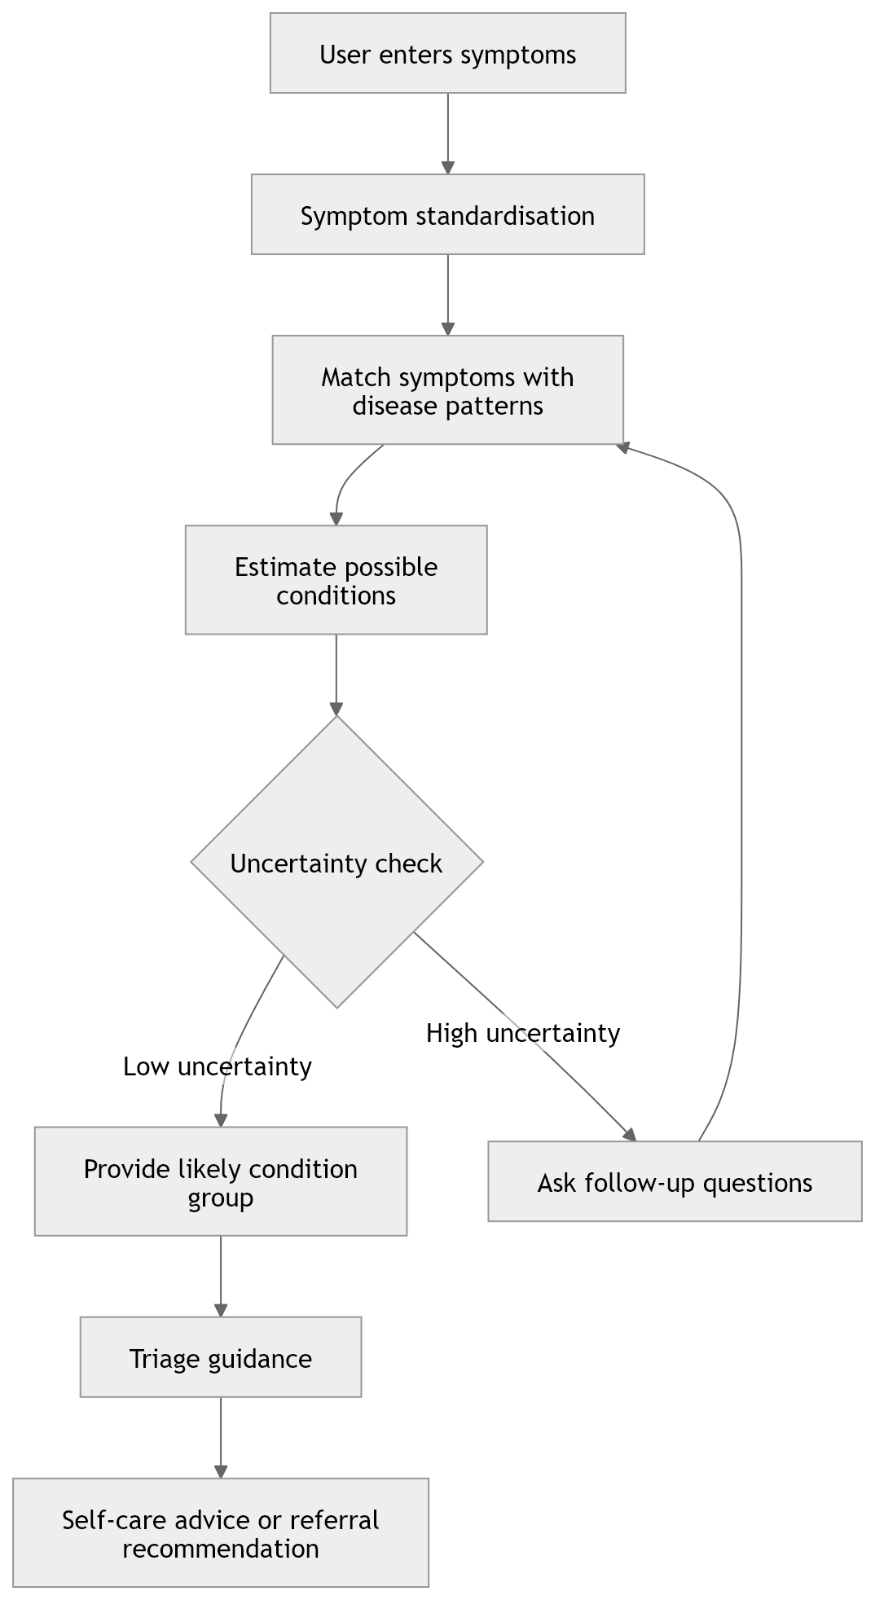 User enters symptoms
Symptom standardisation
Match symptoms with
disease patterns
Estimate possible
conditions
Uncertainty check
High uncertainty
Low uncertainty
Provide likely condition
group
Ask follow-up questions
Triage guidance
Self-care advice or referral
recommendation